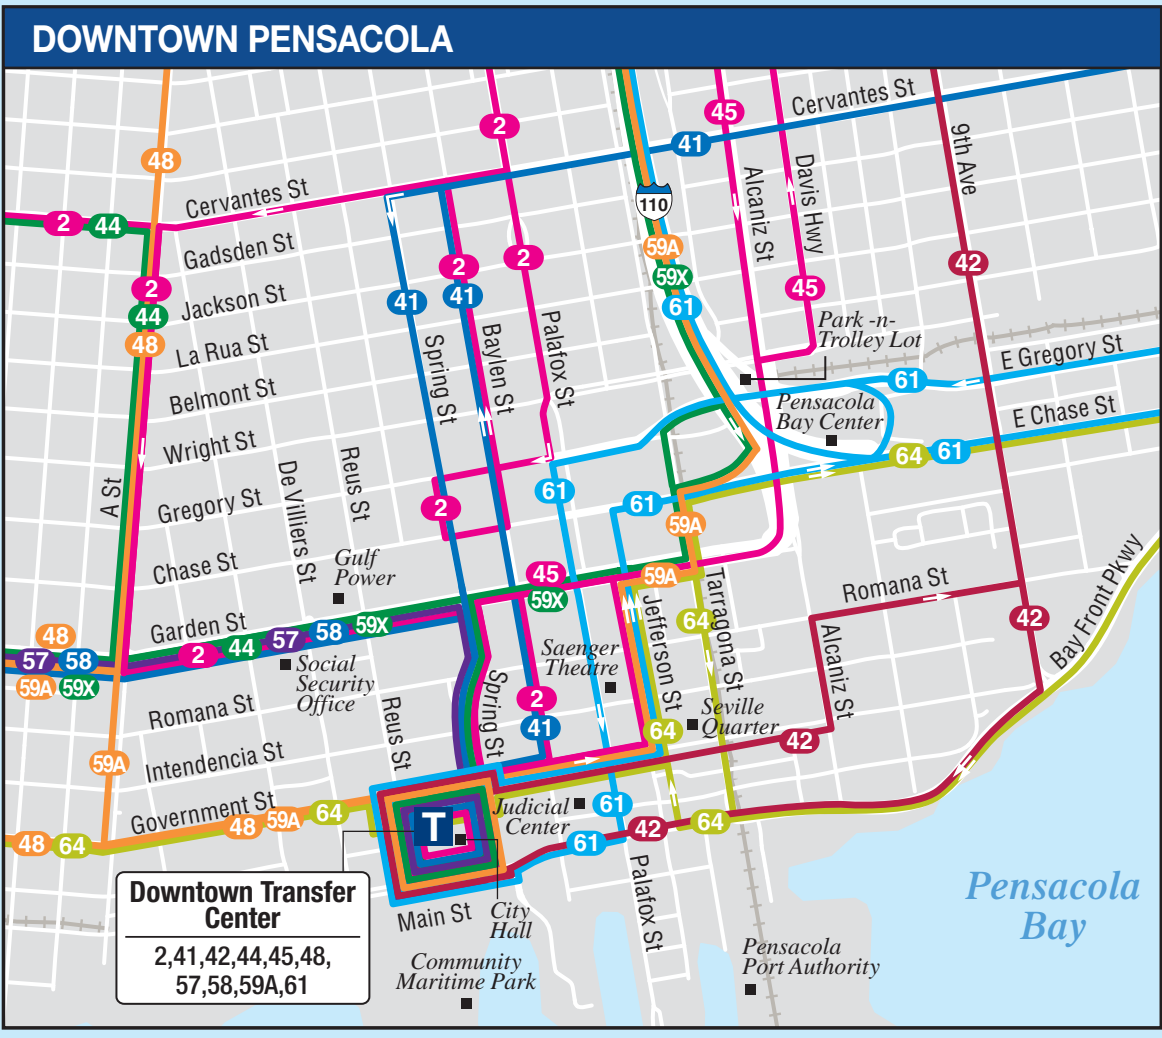 DOWNTOWN PENSACOLA
Cervantes St
45
2
41
9th Ave
48
Alcaniz St
Davis Hwy
Cervantes St
110
2
44
Gadsden St
59A
42
2
2
59X
2
Jackson St
41
41
61
45
44
48
La Rua St
Spring St
Baylen St
Palafox St
Park -n-
Trolley Lot
E Gregory St
Belmont St
61
Pensacola
Bay Center
E Chase St
Wright St
64
61
A St
De Villiers St
Reus St
Gregory St
2
61
61
59A
Chase St
Gulf
Power
45
59X
59A
Romana St
Bay Front Pkwy
Garden St
2
44
57
58
59X
Jefferson St
64
Tarragona St
Alcaniz St
42
48
57
58
59A
59X
Social
Security
Office
Saenger
Theatre
Spring St
2
41
Seville
Quarter
64
42
Romana St
Reus St
Intendencia St
59A
Government St
48
59A
64
48
64
T
Judicial
Center
61
61
42
64
Palafox St
Downtown Transfer
Center
2,41,42,44,45,48,
57,58,59A,61
Main St
City
Hall
Pensacola
Bay
Community
Maritime Park
Pensacola
Port Authority